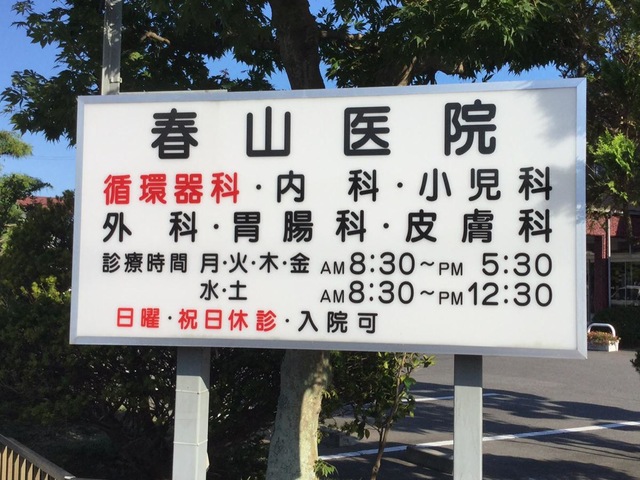 春山医院
循環器科・内科・小児科
外科・胃腸科・皮膚科
診療時間 月・火・木・金 AM8:30～PM 5:30
水・土 AM8:30～PM12:30
日曜・祝日休診・入院可